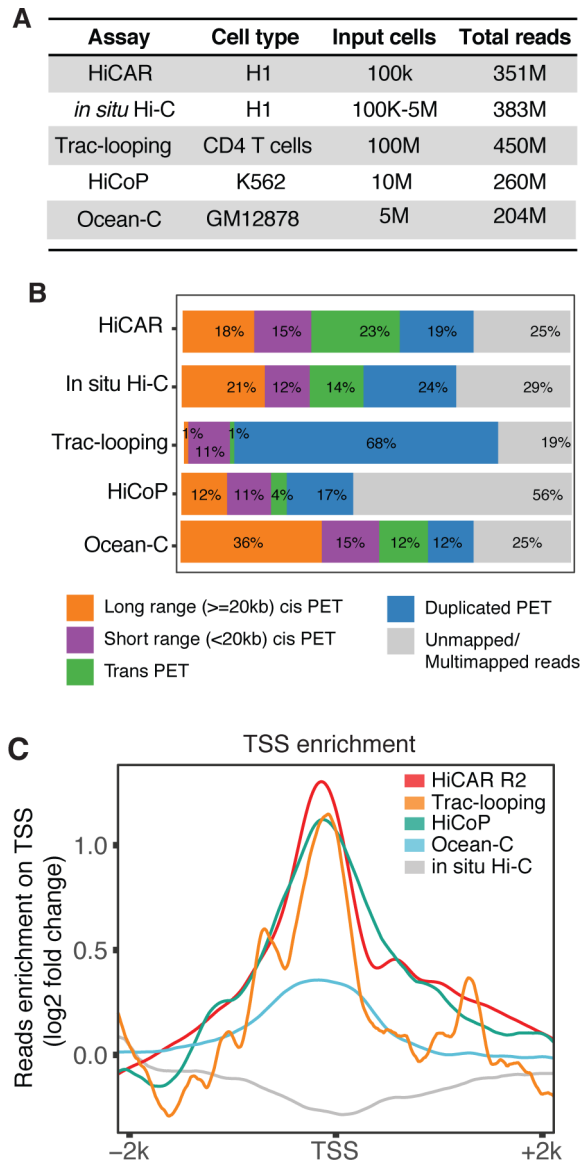 A
Assay Cell type Input cells Total reads
HiCAR H1 100k 351M
in situ Hi-C H1 100K-5M 383M
Trac-looping CD4 T cells 100M 450M
HiCoP K562 10M 260M
Ocean-C GM12878 5M 204M
B
HiCAR 18% 15% 23% 19% 25%
In situ Hi-C 21% 12% 14% 24% 29%
Trac-looping 1% 11% 1% 68% 19%
HiCoP 12% 11% 4% 17% 56%
Ocean-C 36% 15% 12% 12% 25%
Long range (>=20kb) cis PET
Short range (<20kb) cis PET
Trans PET
Duplicated PET
Unmapped/
Multimapped reads
C
TSS enrichment
HiCAR R2
Trac-looping
HiCoP
Ocean-C
in situ Hi-C
Reads enrichment on TSS
(log2 fold change)
1.0
0.5
0.0
−2k TSS +2k